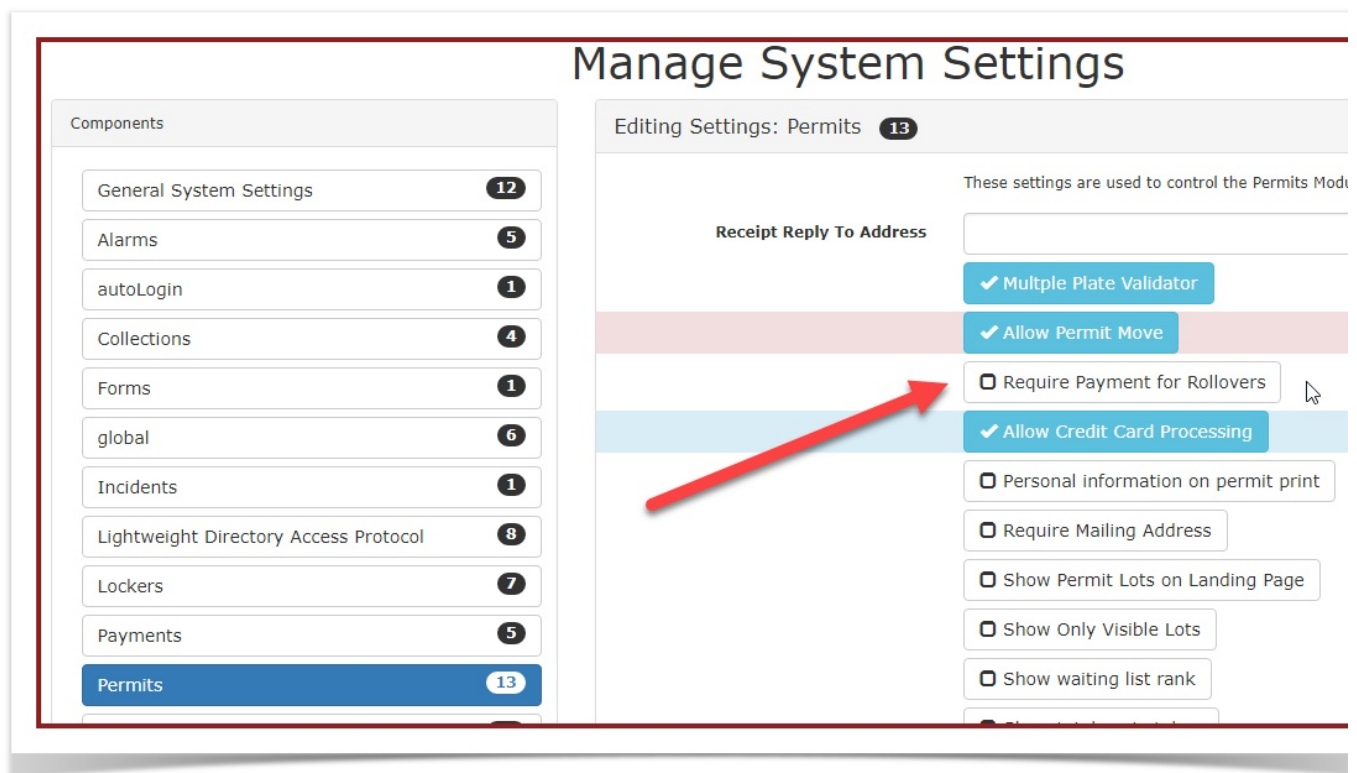 Manage System Settings
Components
General System Settings 12
Alarms 5
autoLogin 1
Collections 4
Forms 1
global 6
Incidents 1
Lightweight Directory Access Protocol 8
Lockers 7
Payments 5
Permits 13
Editing Settings: Permits 13
These settings are used to control the Permits Modu
Receipt Reply To Address
Multple Plate Validator
Allow Permit Move
Require Payment for Rollovers
Allow Credit Card Processing
Personal information on permit print
Require Mailing Address
Show Permit Lots on Landing Page
Show Only Visible Lots
Show waiting list rank